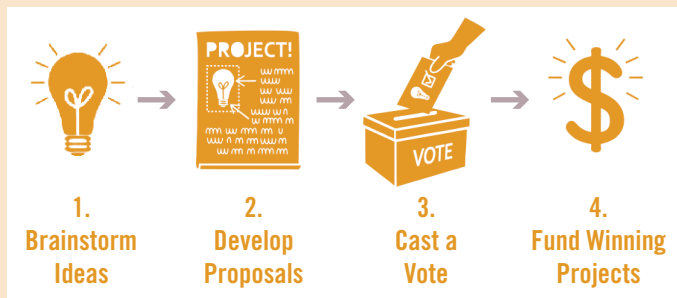 PROJECT!
VOTE
1.
Brainstorm
Ideas
2.
Develop
Proposals
3.
Cast a
Vote
4.
Fund Winning
Projects